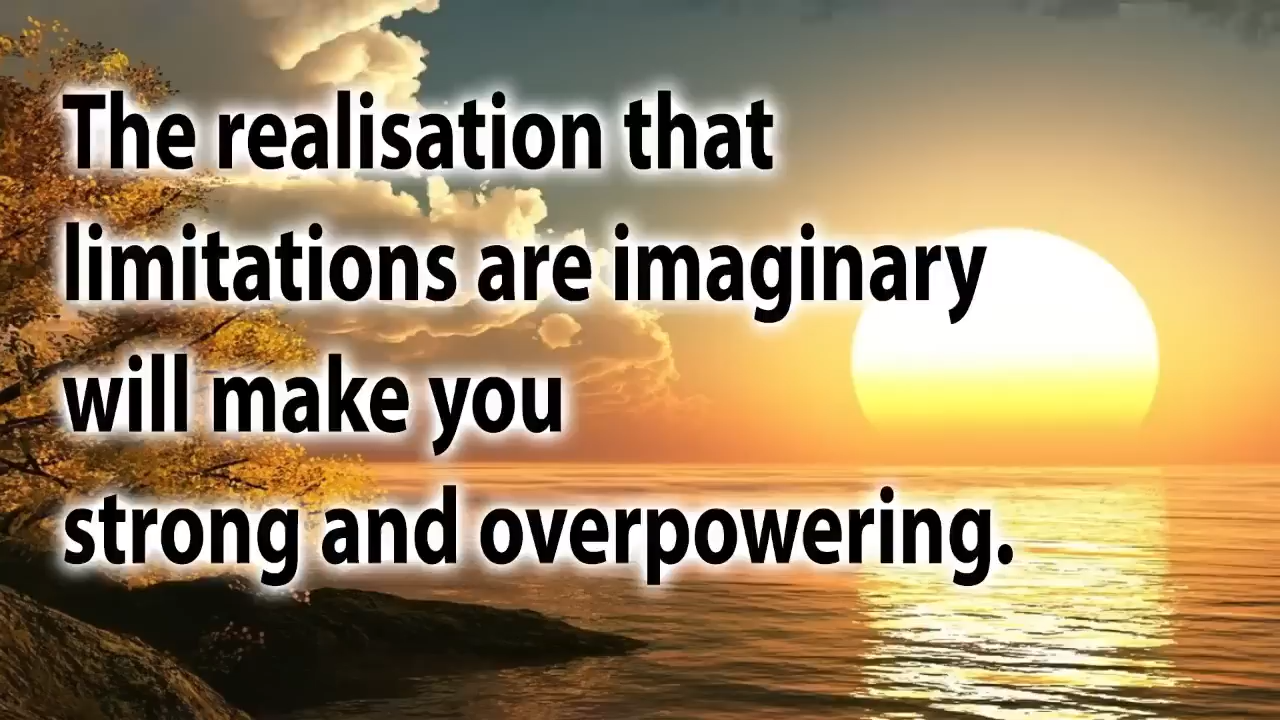 The realisation that
limitations are imaginary
will make you
strong and overpowering.